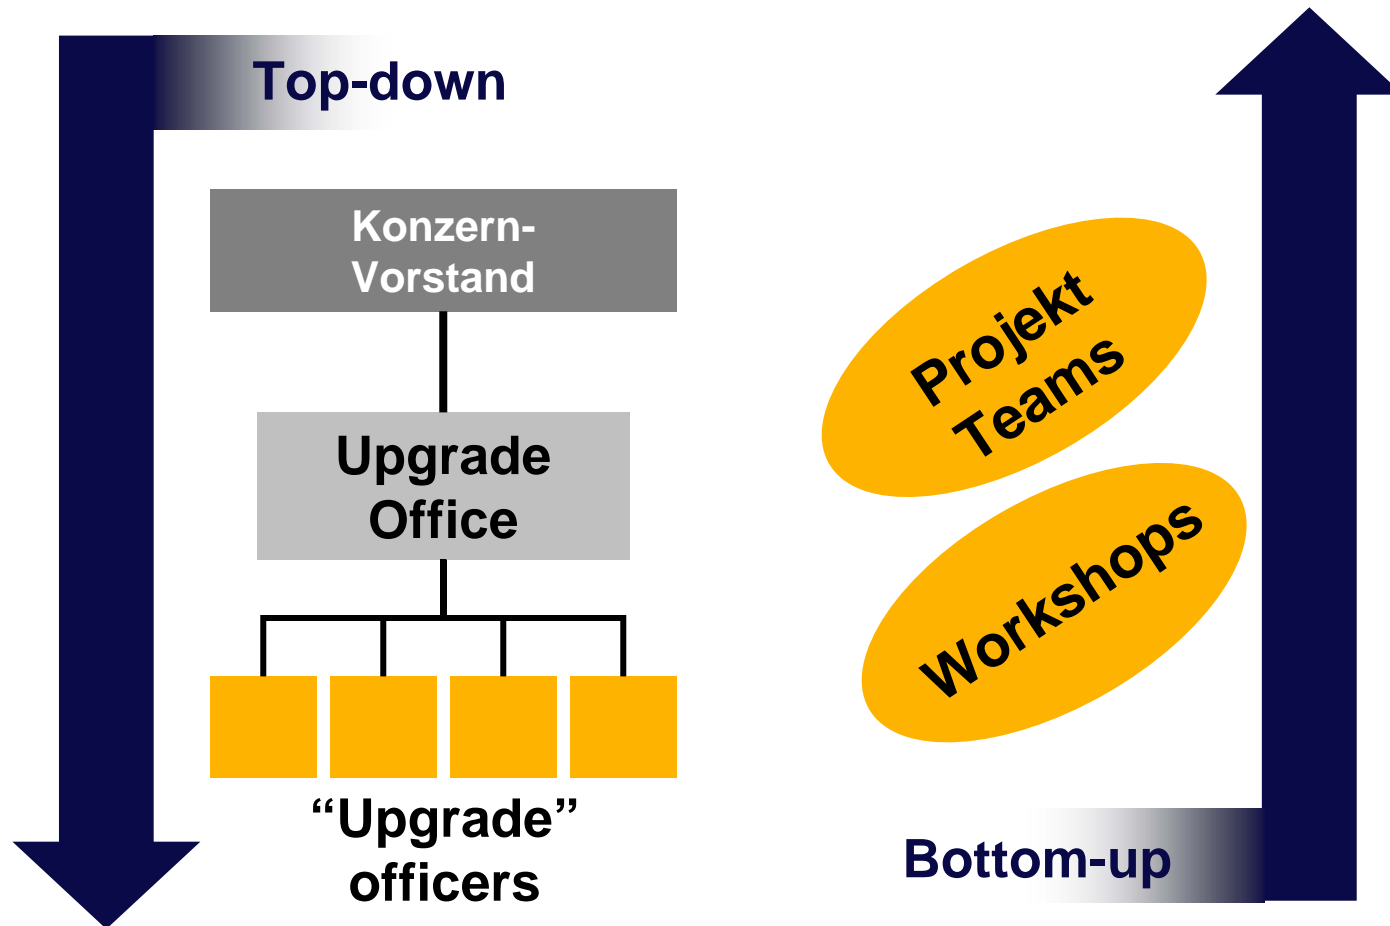 Top-down
Konzern-
Vorstand
Upgrade
Office
“Upgrade”
officers
Projekt
Teams
Workshops
Bottom-up